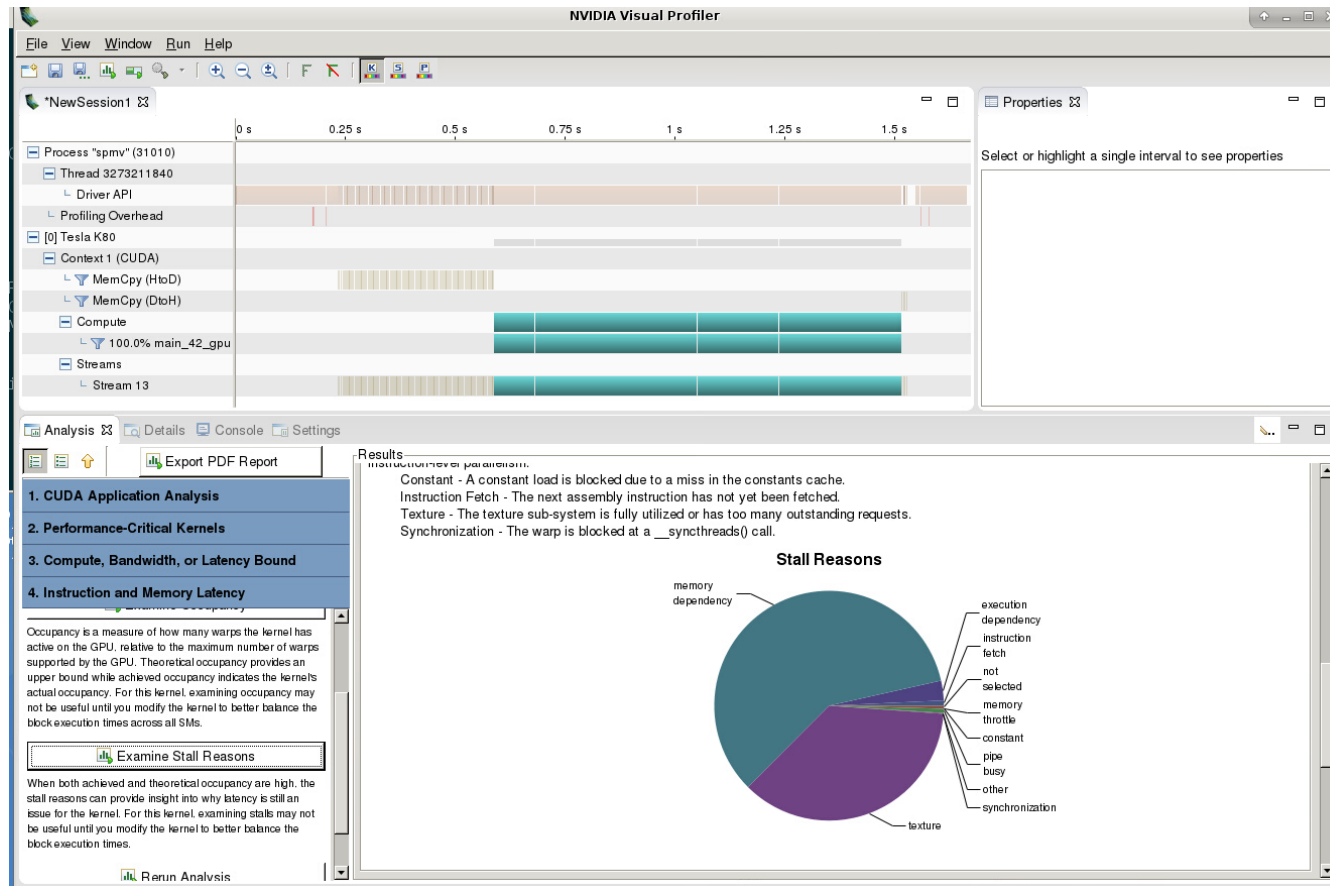 NVIDIA Visual Profiler
File View Window Run Help
*NewSession1
Properties
0 s 0.25 s 0.5 s 0.75 s 1 s 1.25 s 1.5 s
Process "spmv" (31010)
Thread 3273211840
Driver API
Profiling Overhead
[0] Tesla K80
Context 1 (CUDA)
MemCpy (HtoD)
MemCpy (DtoH)
Compute
100.0% main_42_gpu
Streams
Stream 13
Select or highlight a single interval to see properties
Analysis Details Console Settings
Export PDF Report
1. CUDA Application Analysis
2. Performance-Critical Kernels
3. Compute, Bandwidth, or Latency Bound
4. Instruction and Memory Latency
Examine Occupancy
Occupancy is a measure of how many warps the kernel has
active on the GPU, relative to the maximum number of warps
supported by the GPU. Theoretical occupancy provides an
upper bound while achieved occupancy indicates the kernel's
actual occupancy. For this kernel, examining occupancy may
not be useful until you modify the kernel to better balance the
block execution times across all SMs.
Examine Stall Reasons
When both achieved and theoretical occupancy are high, the
stall reasons can provide insight into why latency is still an
issue for the kernel. For this kernel, examining stalls may not
be useful until you modify the kernel to better balance the
block execution times.
Rerun Analysis
Results
instruction-level parallelism.
Constant - A constant load is blocked due to a miss in the constants cache.
Instruction Fetch - The next assembly instruction has not yet been fetched.
Texture - The texture sub-system is fully utilized or has too many outstanding requests.
Synchronization - The warp is blocked at a __syncthreads() call.
Stall Reasons
memory
dependency
execution
dependency
instruction
fetch
not
selected
memory
throttle
constant
pipe
busy
other
synchronization
texture